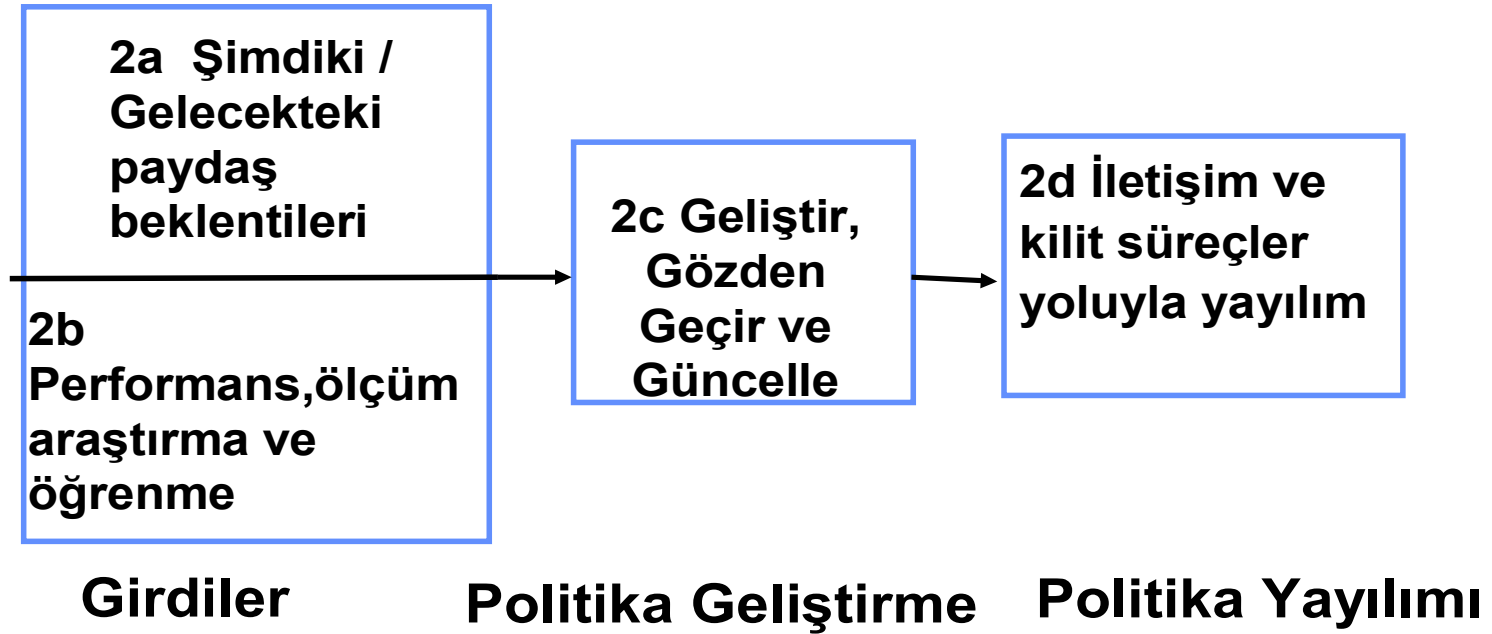 2a Şimdiki /
Gelecekteki
paydaş
beklentileri
2b
Performans,ölçüm
araştırma ve
öğrenme
2c Geliştir,
Gözden
Geçir ve
Güncelle
2d İletişim ve
kilit süreçler
yoluyla yayılım
Girdiler
Politika Geliştirme
Politika Yayılımı